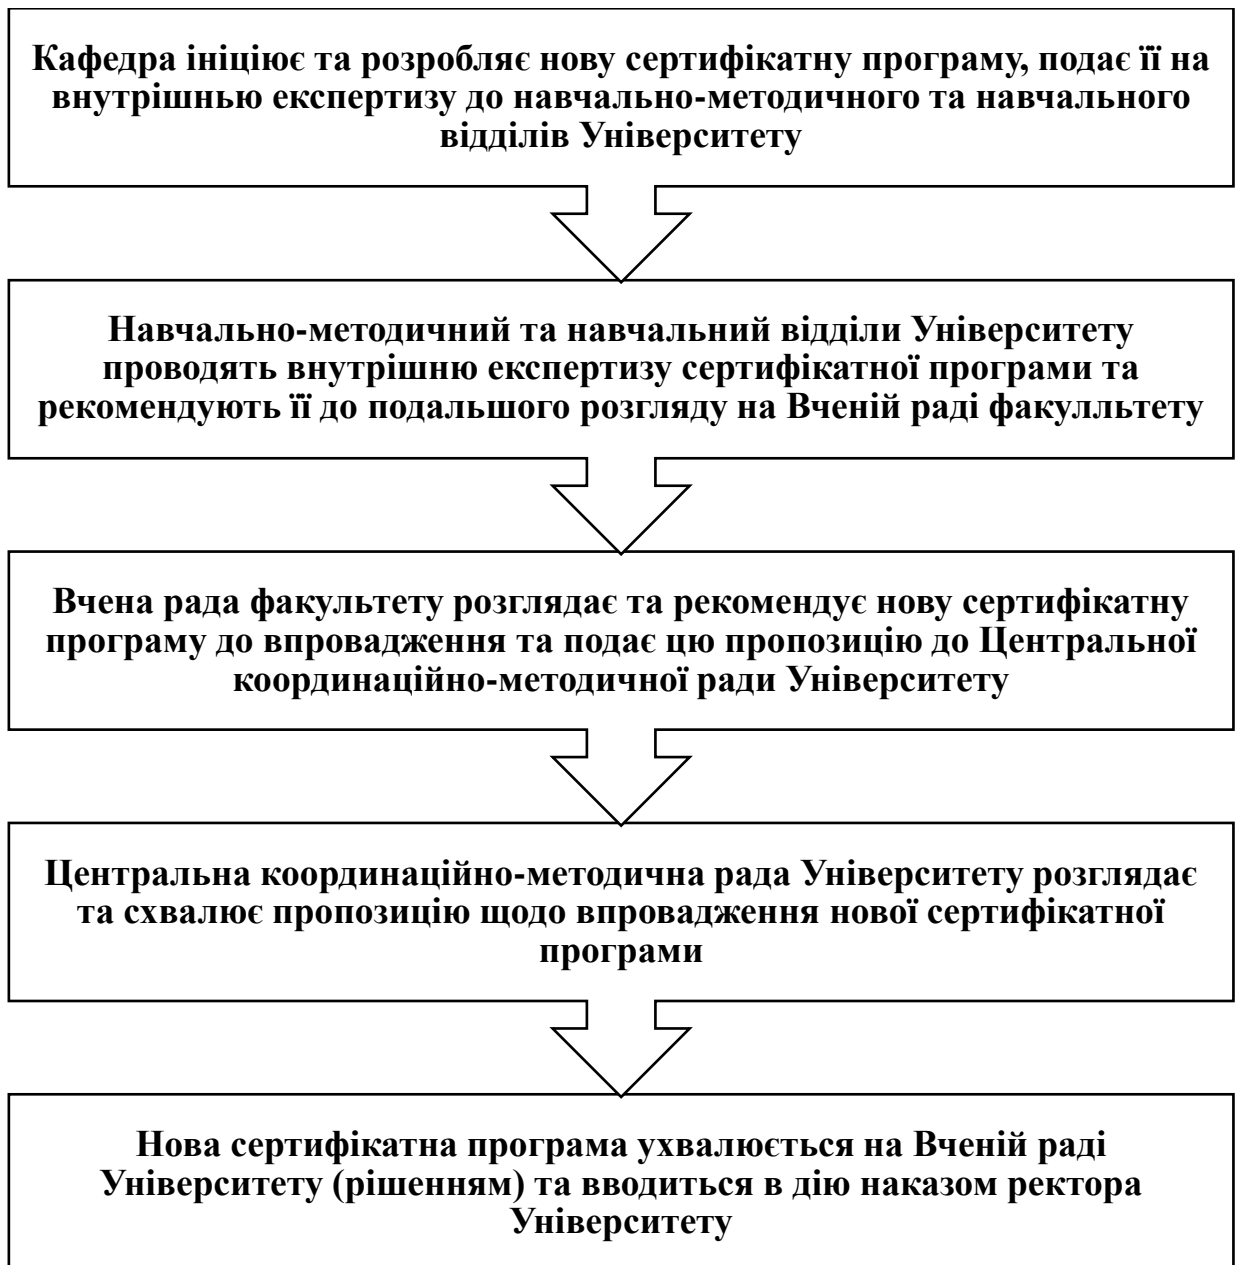 Кафедра ініціює та розробляє нову сертифікатну програму, подає її на
внутрішнью експертизу до навчально-методичного та навчального
відділів Університету
Навчально-методичний та навчальний відділи Університету
проводять внутрішню експертизу сертифікатної програми та
рекомендують її до подальшого розгляду на Вченій раді факулльтету
Вчена рада факультету розглядає та рекомендує нову сертифікатну
програму до впровадження та подає цю пропозицію до Центральної
координаційно-методичної ради Університету
Центральна координаційно-методична рада Університету розглядає
та схвалює пропозицію щодо впровадження нової сертифікатної
програми
Нова сертифікатна програма ухвалюється на Вченій раді
Університету (рішенням) та вводиться в дію наказом ректора
Університету